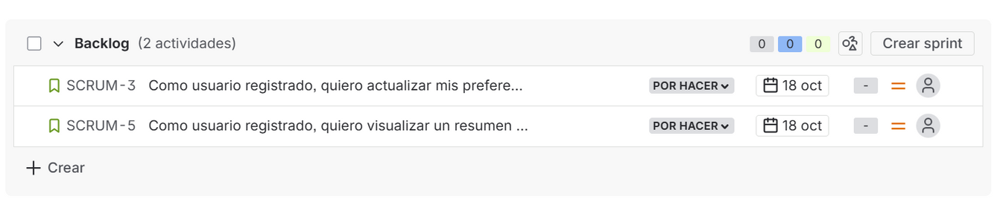 Backlog (2 actividades) 0 0 0 Crear sprint
SCRUM-3 Como usuario registrado, quiero actualizar mis prefere... POR HACER 18 oct -
SCRUM-5 Como usuario registrado, quiero visualizar un resumen ... POR HACER 18 oct -
Crear